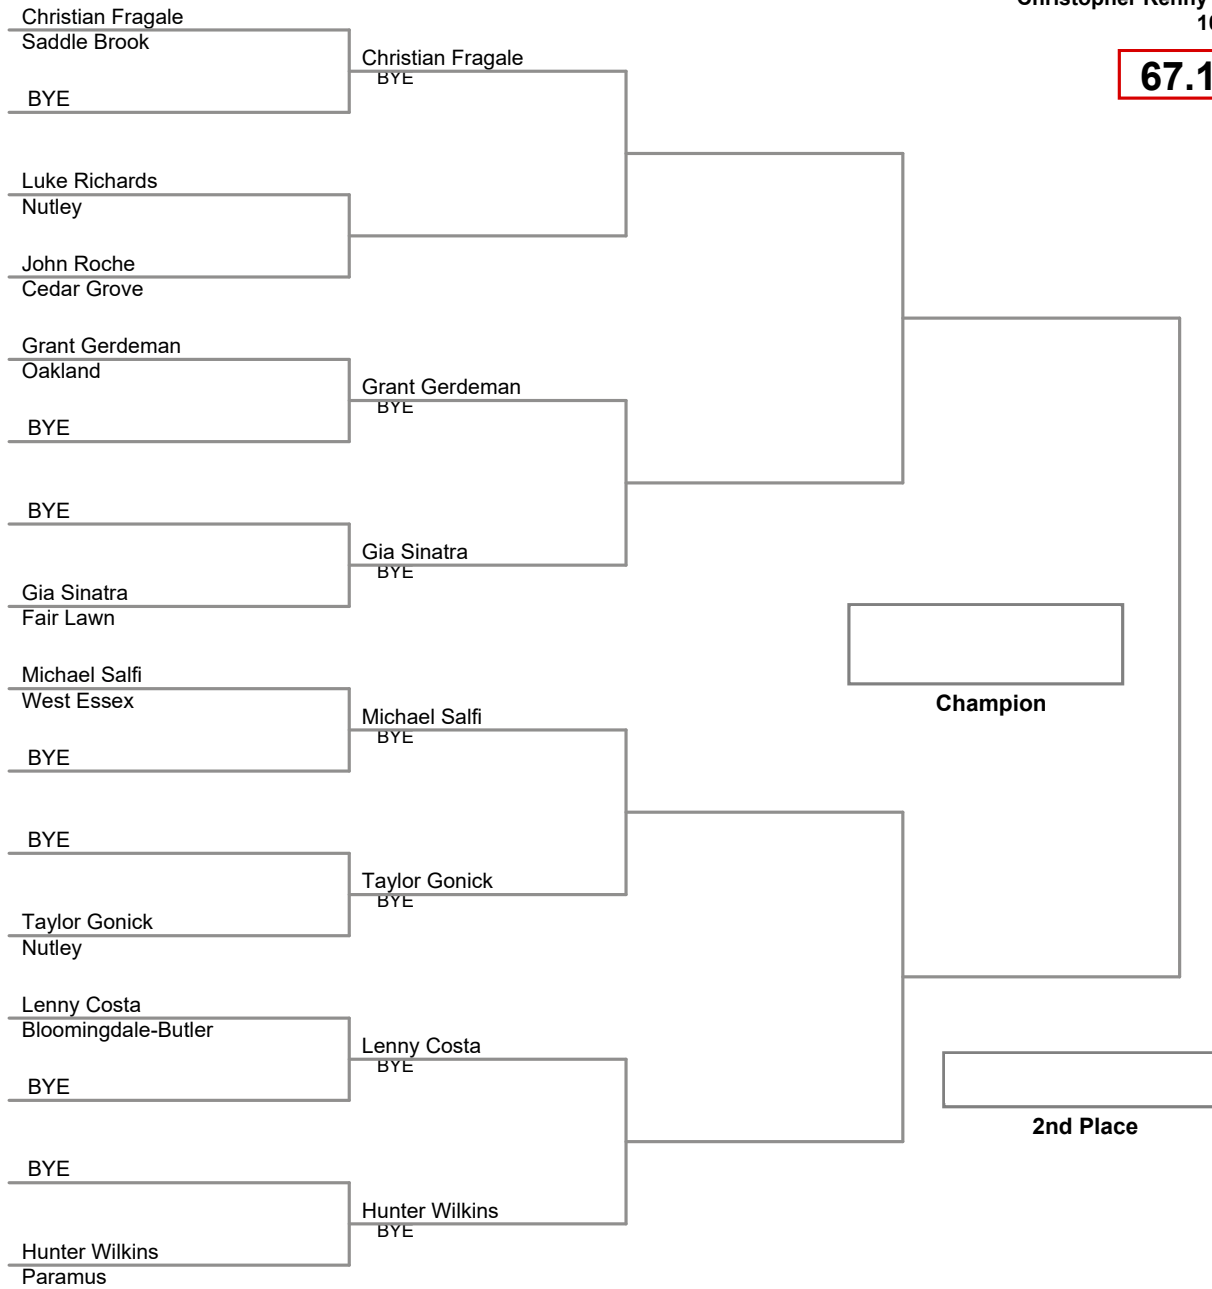 Christian Fragale
Saddle Brook
BYE
Luke Richards
Nutley
John Roche
Cedar Grove
Grant Gerdeman
Oakland
BYE
BYE
Gia Sinatra
Fair Lawn
Michael Salfi
West Essex
BYE
BYE
Taylor Gonick
Nutley
Lenny Costa
Bloomingdale-Butler
BYE
BYE
Hunter Wilkins
Paramus
Christian Fragale
BYE
Grant Gerdeman
BYE
Gia Sinatra
BYE
Michael Salfi
BYE
Taylor Gonick
BYE
Lenny Costa
BYE
Hunter Wilkins
BYE
Christopher Kenny
67.1
Champion
2nd Place